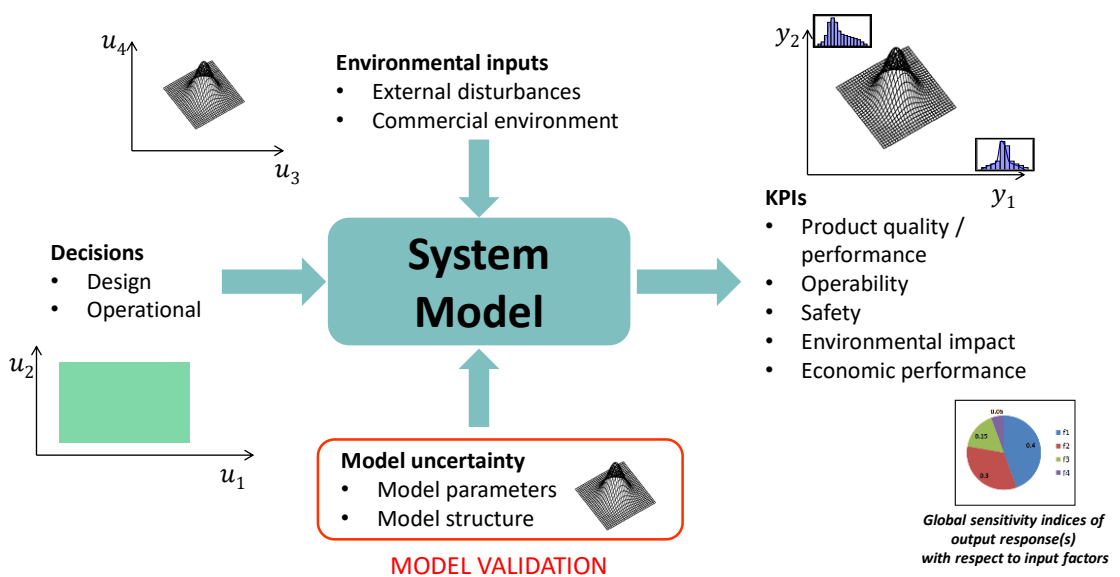 u4
u3
Environmental inputs
• External disturbances
• Commercial environment
y2
y1
Decisions
• Design
• Operational
u2
u1
System
Model
KPIs
• Product quality /
performance
• Operability
• Safety
• Environmental impact
• Economic performance
Model uncertainty
• Model parameters
• Model structure
MODEL VALIDATION
0.05
0.15
0.4
0.3
f1
f2
f3
f4
Global sensitivity indices of
output response(s)
with respect to input factors